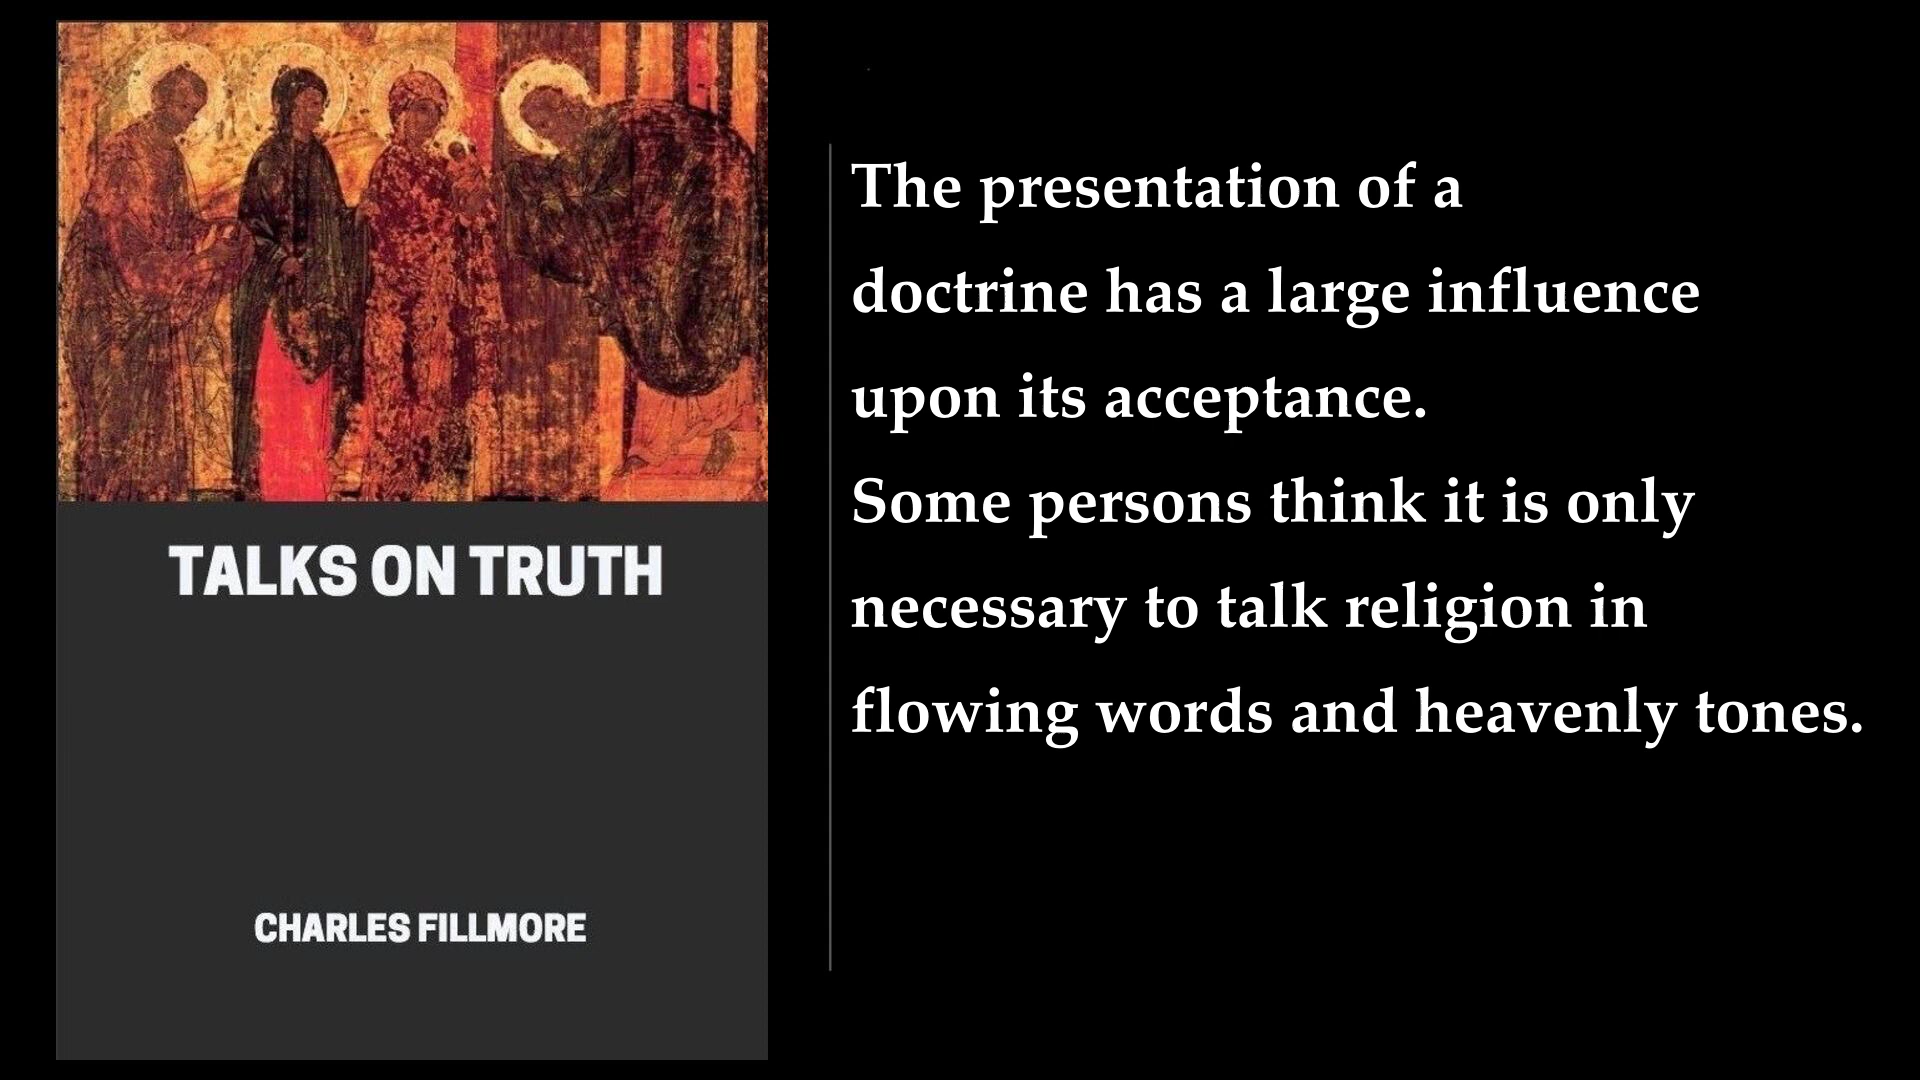 TALKS ON TRUTH
CHARLES FILLMORE
The presentation of a
doctrine has a large influence
upon its acceptance.
Some persons think it is only
necessary to talk religion in
flowing words and heavenly tones.